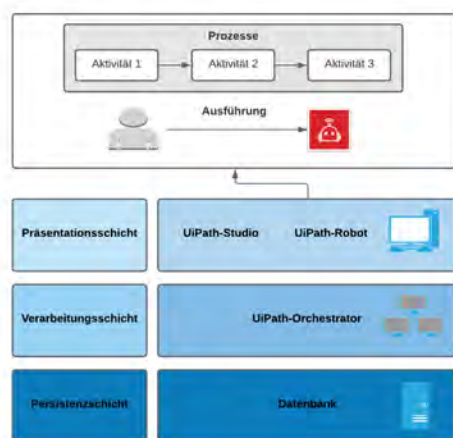 Prozesse
Aktivität 1 Aktivität 2 Aktivität 3
Ausführung
Präsentationsschicht UiPath-Studio UiPath-Robot
Verarbeitungsschicht UiPath-Orchestrator
Persistenzschicht Datenbank